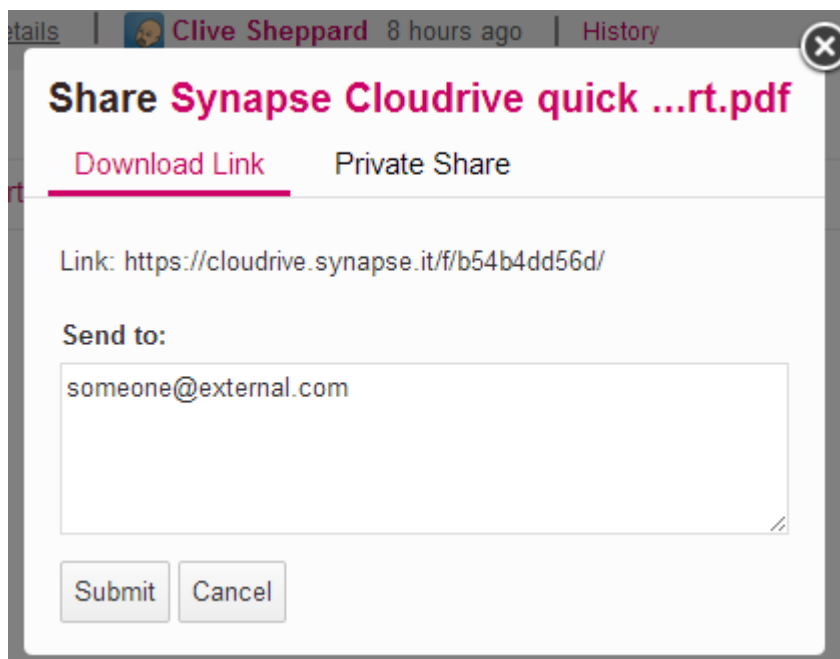 etails | Clive Sheppard 8 hours ago | History
Share Synapse Cloudrive quick ...rt.pdf
Download Link Private Share
rt
Link: https://cloudrive.synapse.it/f/b54b4dd56d/
Send to:
someone@external.com
Submit Cancel